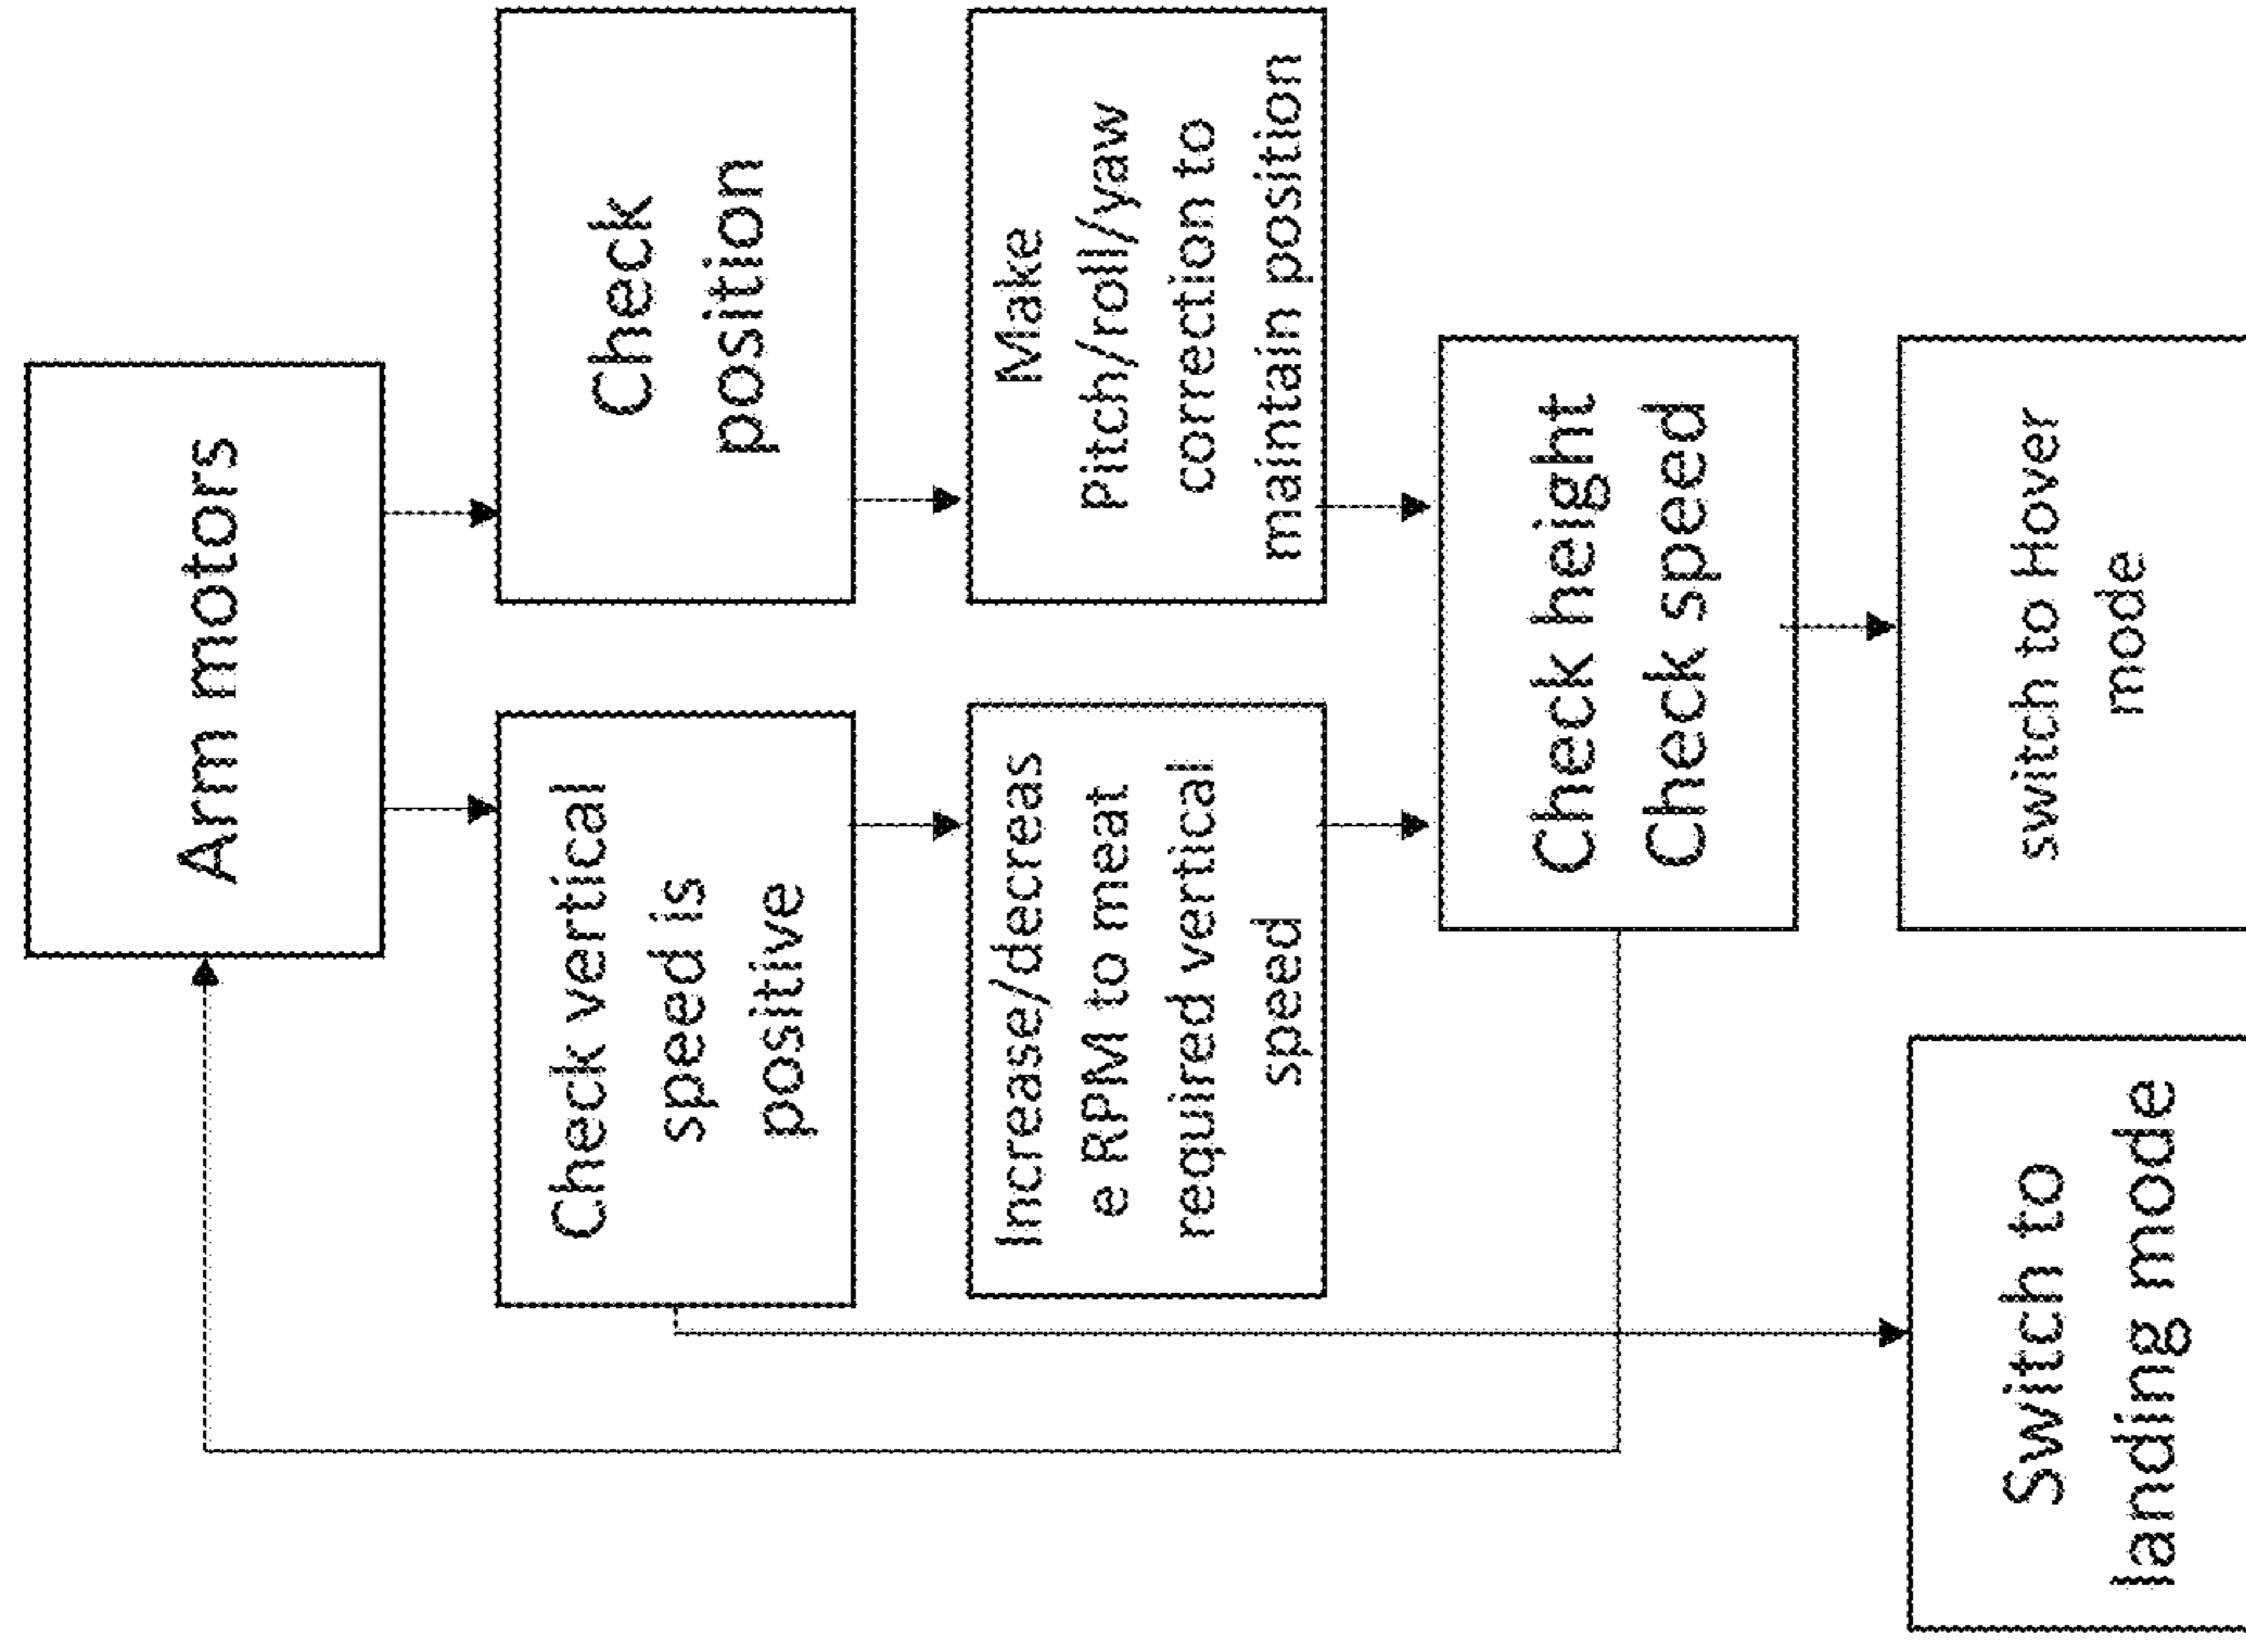 Arm motors
Check vertical
speed is
positive
Check
position
Increase/decreas
e RPM to meat
required vertical
speed
Make
Pitch/roll/yaw
correction to
maintain position
Check height
Check speed
Switch to
landing mode
switch to Hover
mode